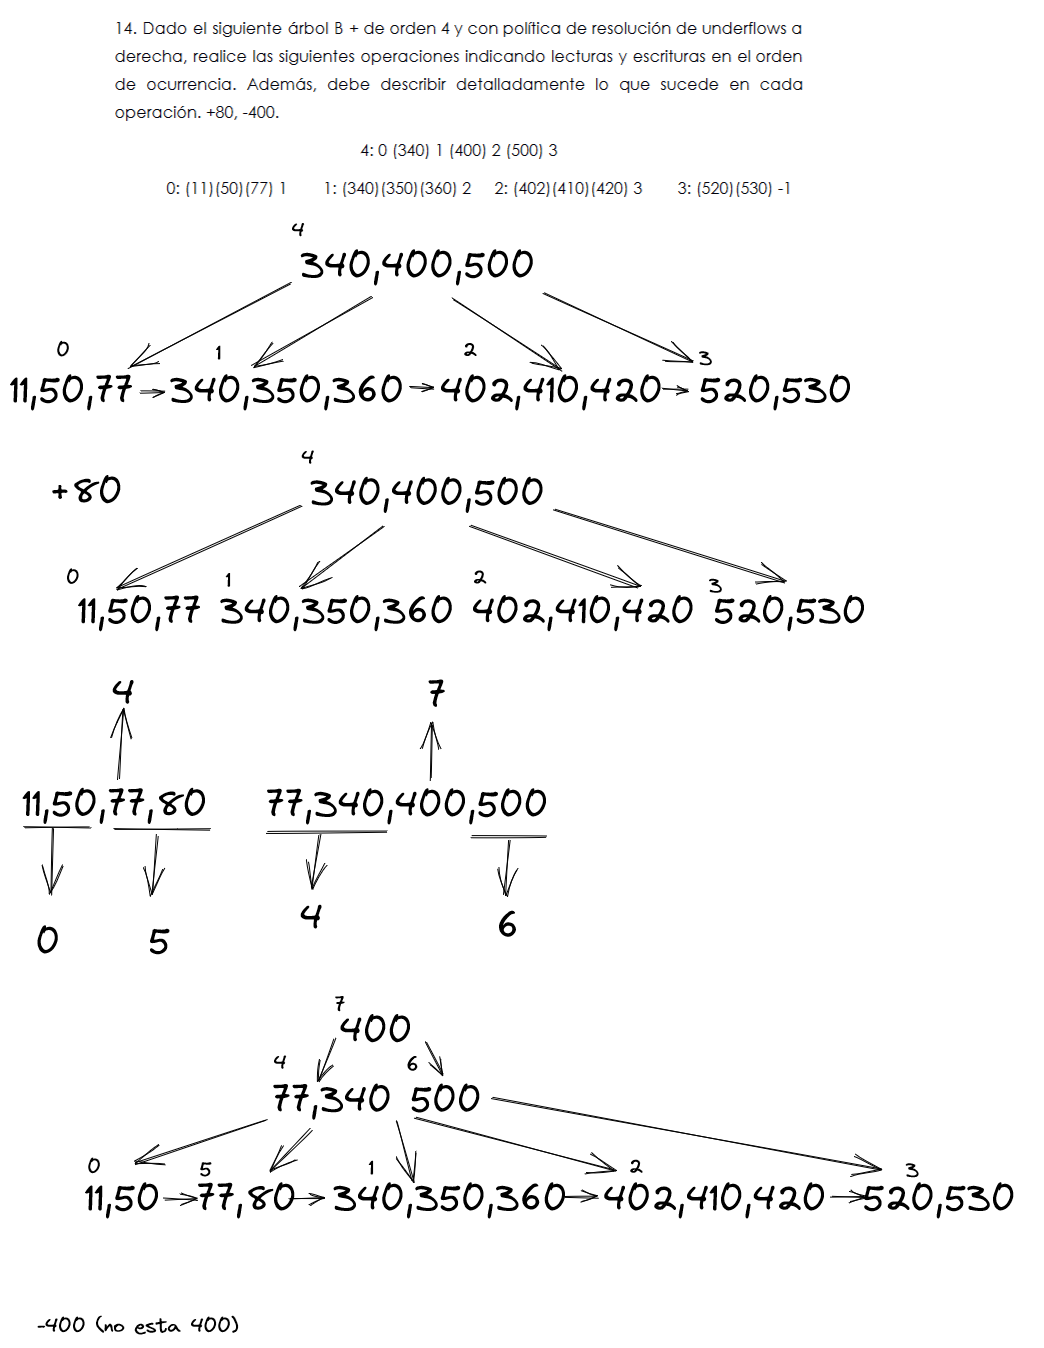 14. Dado el siguiente árbol B + de orden 4 y con política de resolución de underflows a
derecha, realice las siguientes operaciones indicando lecturas y escrituras en el orden
de ocurrencia. Además, debe describir detalladamente lo que sucede en cada
operación. +80, -400.
4: 0 (340) 1 (400) 2 (500) 3
0: (11)(50)(77) 1 1: (340)(350)(360) 2 2: (402)(410)(420) 3 3: (520)(530) -1
4
340,400,500
0 1 2 3
11,50,77 340,350,360 402,410,420 520,530
4
+80 340,400,500
0 1 2 3
11,50,77 340,350,360 402,410,420 520,530
4 7
11,50,77,80 77,340,400,500
0 5 4 6
7
400
4 6
77,340 500
0 5 1 2 3
11,50 77,80 340,350,360 402,410,420 520,530
-400 (no esta 400)